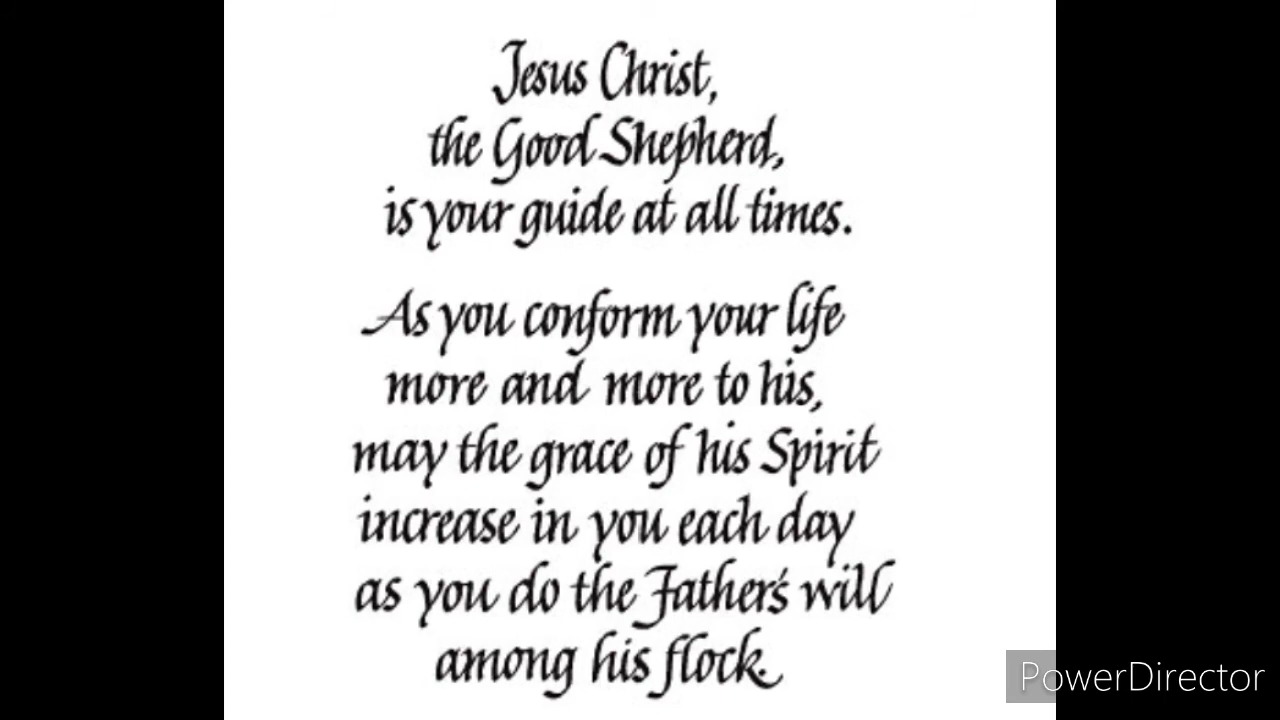 Jesus Christ,
the Good Shepherd,
is your guide at all times.
As you conform your life
more and more to his,
may the grace of his Spirit
increase in you each day
as you do the Father's will
among his flock.
PowerDirector